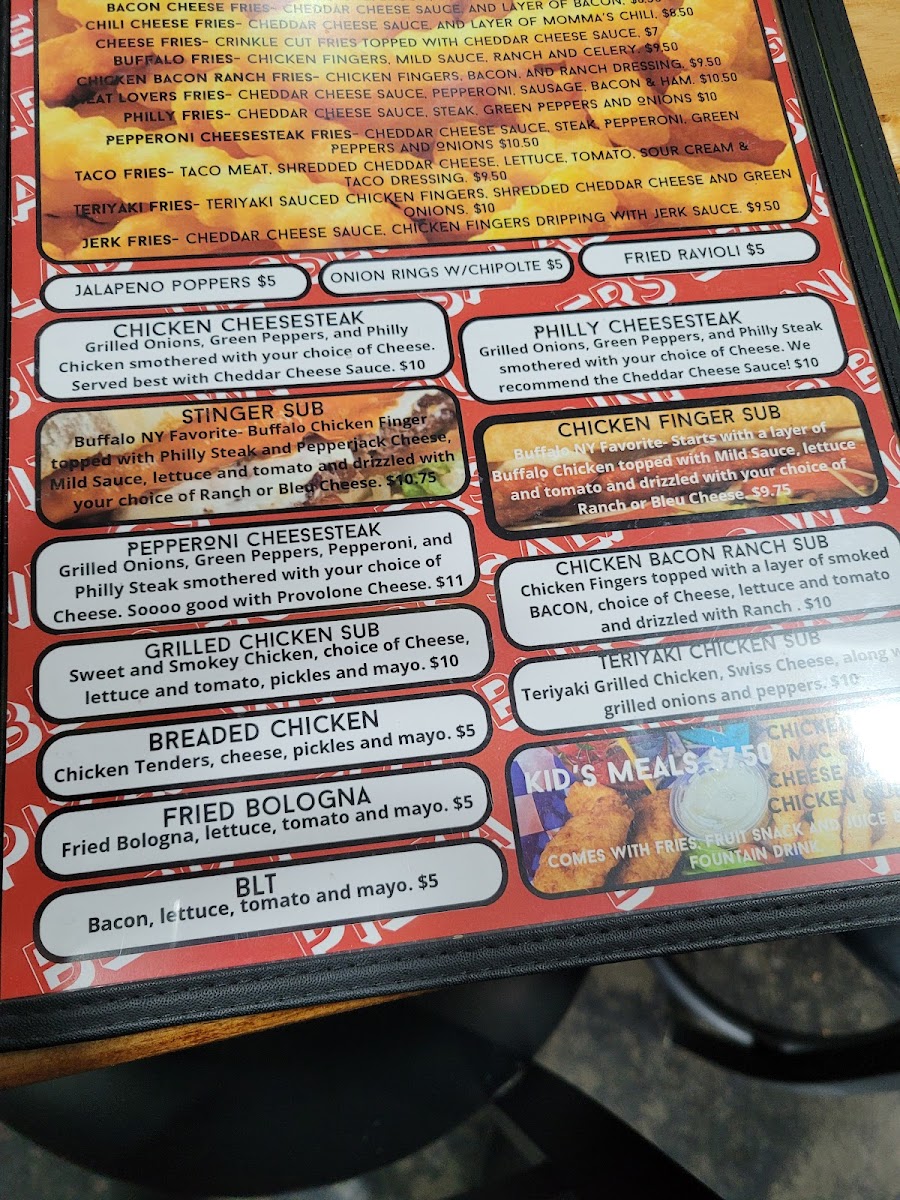 BACON CHEESE FRIES- CHEDDAR CHEESE SAUCE, AND LAYER OF BACON.
CHILI CHEESE FRIES- CHEDDAR CHEESE SAUCE, AND LAYER OF MOMMA'S CHILI. $8.50
CHEESE FRIES- CRINKLE CUT FRIES TOPPED WITH CHEDDAR CHEESE SAUCE. $7
BUFFALO FRIES- CHICKEN FINGERS, MILD SAUCE, RANCH AND CELERY. $9.50
CHICKEN BACON RANCH FRIES- CHICKEN FINGERS, BACON, AND RANCH DRESSING. $9.50
MEAT LOVERS FRIES- CHEDDAR CHEESE SAUCE, PEPPERONI, SAUSAGE, BACON & HAM. $10.50
PHILLY FRIES- CHEDDAR CHEESE SAUCE, STEAK, GREEN PEPPERS AND ONIONS $10
PEPPERONI CHEESESTEAK FRIES- CHEDDAR CHEESE SAUCE, STEAK, PEPPERONI, GREEN
PEPPERS AND ONIONS $10.50
TACO FRIES- TACO MEAT, SHREDDED CHEDDAR CHEESE, LETTUCE, TOMATO, SOUR CREAM &
TACO DRESSING. $9.50
TERIYAKI FRIES- TERIYAKI SAUCED CHICKEN FINGERS, SHREDDED CHEDDAR CHEESE AND GREEN
ONIONS. $10
JERK FRIES- CHEDDAR CHEESE SAUCE, CHICKEN FINGERS DRIPPING WITH JERK SAUCE. $9.50
JALAPENO POPPERS $5
ONION RINGS W/CHIPOLTE $5
FRIED RAVIOLI $5
CHICKEN CHEESESTEAK
Grilled Onions, Green Peppers, and Philly
Chicken smothered with your choice of Cheese.
Served best with Cheddar Cheese Sauce. $10
PHILLY CHEESESTEAK
Grilled Onions, Green Peppers, and Philly Steak
smothered with your choice of Cheese. We
recommend the Cheddar Cheese Sauce! $10
STINGER SUB
Buffalo NY Favorite- Buffalo Chicken Finger
topped with Philly Steak and Pepperjack Cheese,
Mild Sauce, lettuce and tomato and drizzled with
your choice of Ranch or Bleu Cheese. $10.75
CHICKEN FINGER SUB
Buffalo NY Favorite- Starts with a layer of
Buffalo Chicken topped with Mild Sauce, lettuce
and tomato and drizzled with your choice of
Ranch or Bleu Cheese. $9.75
PEPPERONI CHEESESTEAK
Grilled Onions, Green Peppers, Pepperoni, and
Philly Steak smothered with your choice of
Cheese. Soooo good with Provolone Cheese. $11
CHICKEN BACON RANCH SUB
Chicken Fingers topped with a layer of smoked
BACON, choice of Cheese, lettuce and tomato
and drizzled with Ranch . $10
GRILLED CHICKEN SUB
Sweet and Smokey Chicken, choice of Cheese,
lettuce and tomato, pickles and mayo. $10
TERIYAKI CHICKEN SUB
Teriyaki Grilled Chicken, Swiss Cheese, along
grilled onions and peppers. $10
BREADED CHICKEN
Chicken Tenders, cheese, pickles and mayo. $5
FRIED BOLOGNA
Fried Bologna, lettuce, tomato and mayo. $5
BLT
Bacon, lettuce, tomato and mayo. $5
KID'S MEALS $7.50
CHICKEN
MAC &
CHEESE
CHICKEN
COMES WITH FRIES, FRUIT SNACK AND JUICE
FOUNTAIN DRINK.